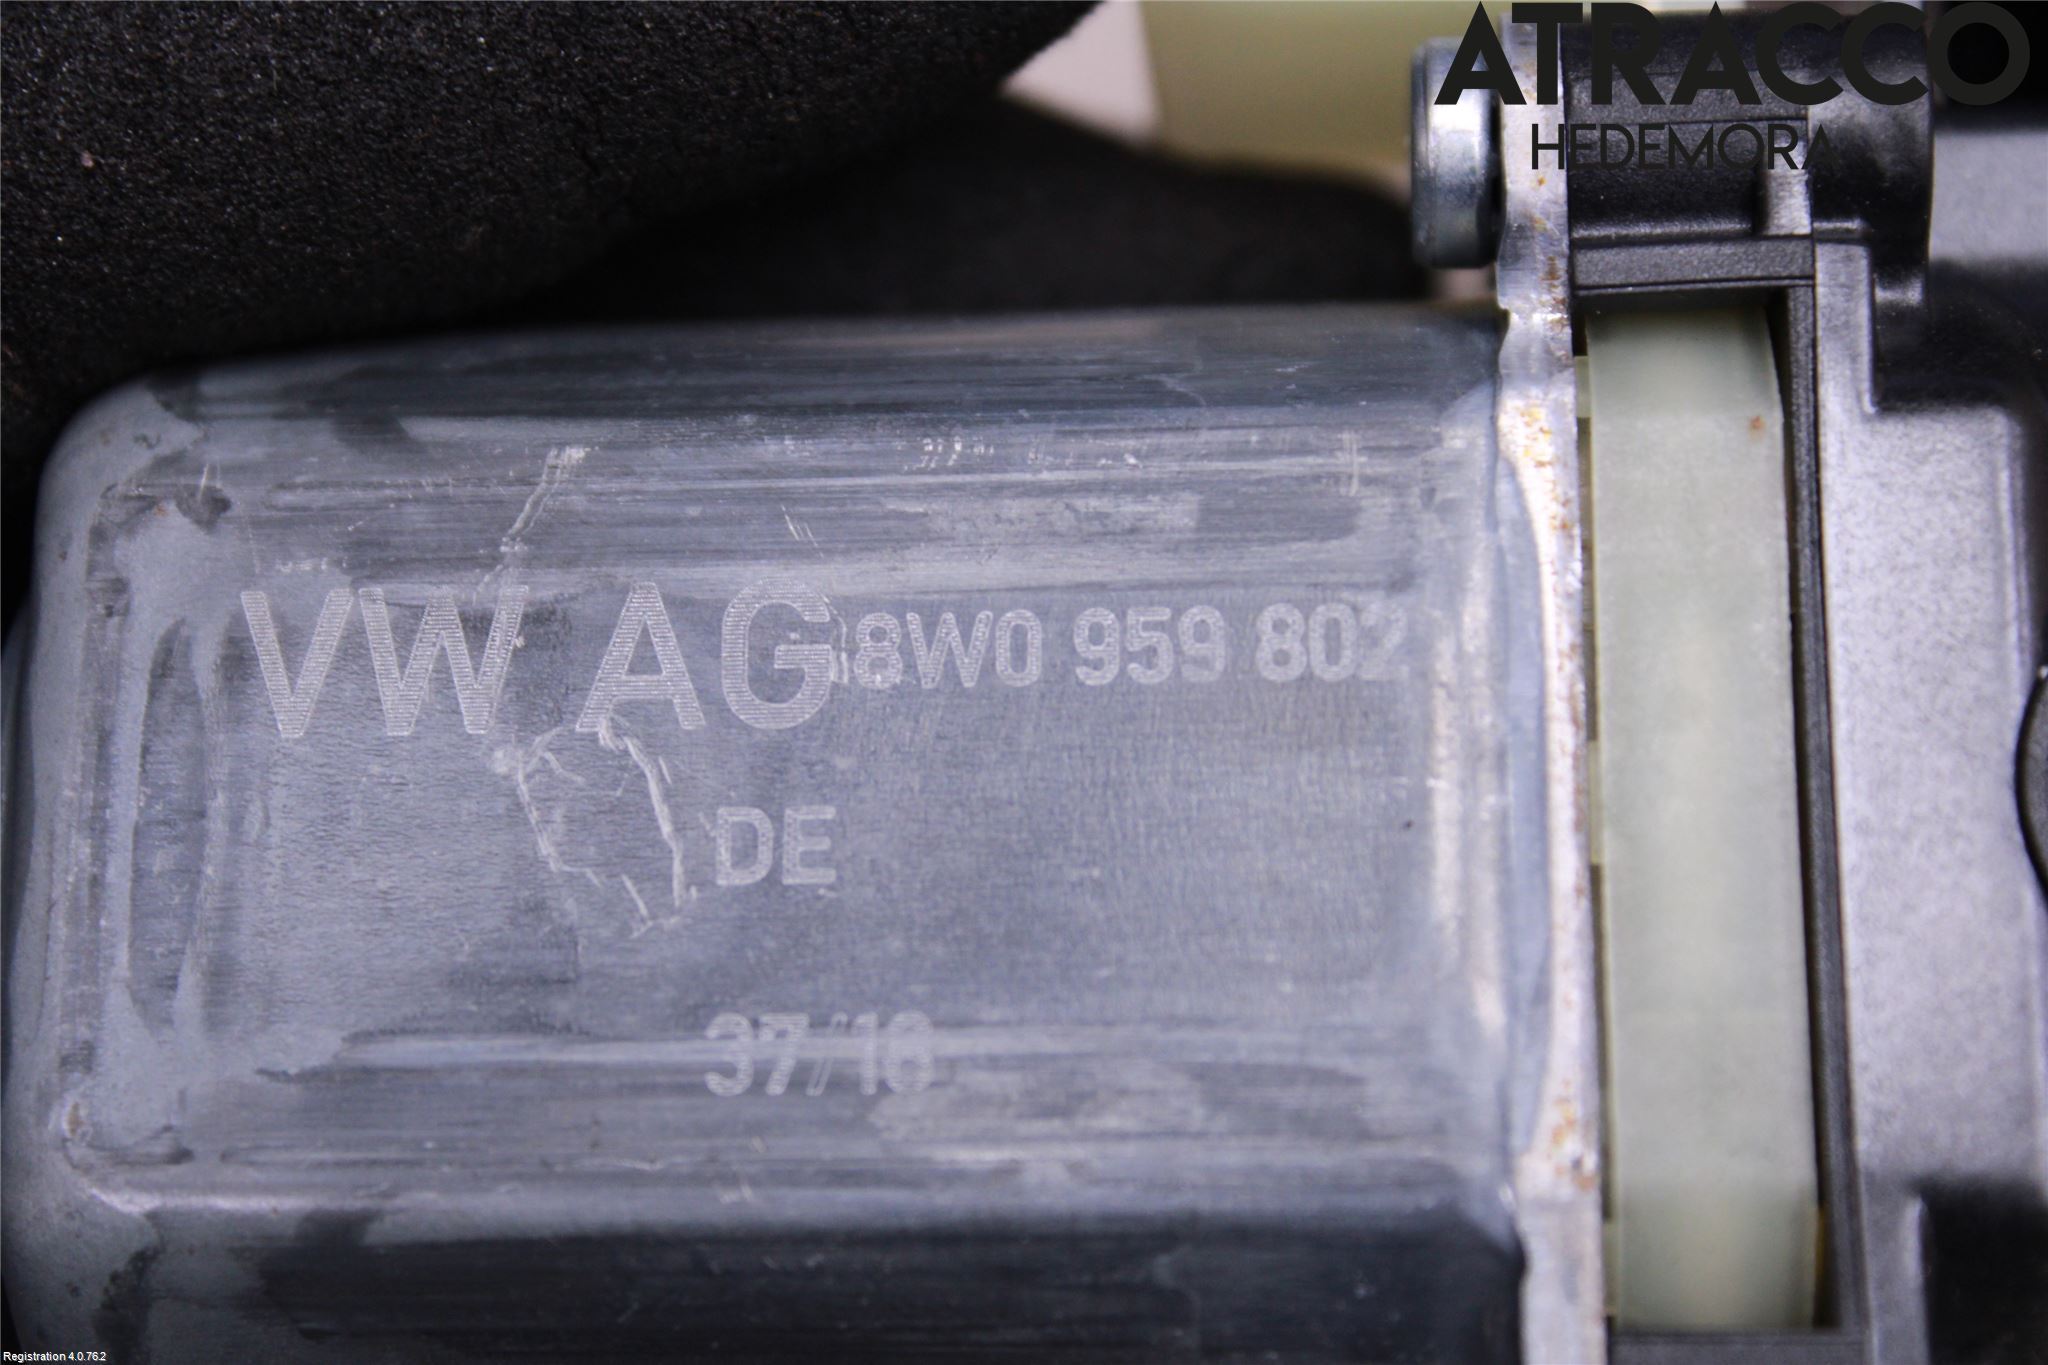 ATRACCO
HEDEMORA
VW AG 8W0 959 802
DE
37/16
Registration 4.0.76.2